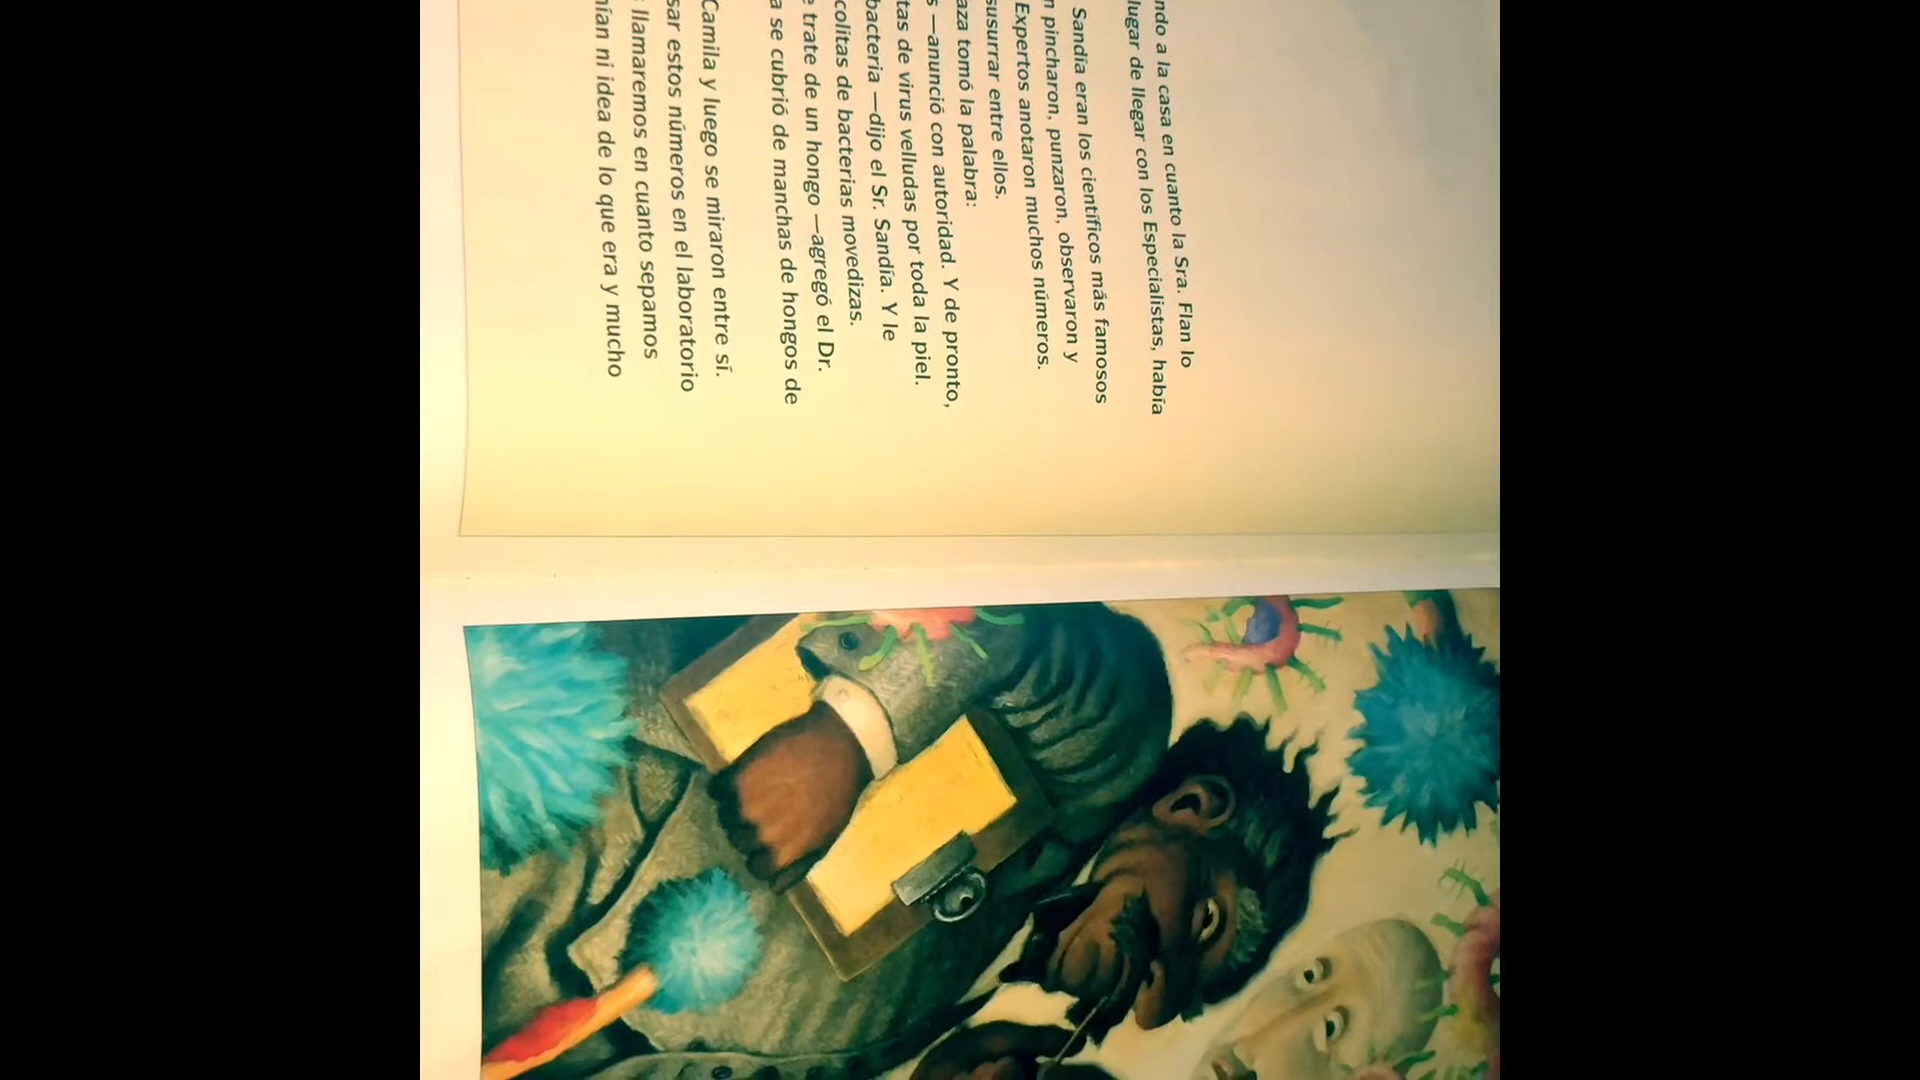 ndo a la casa en cuanto la Sra. Flan lo
lugar de llegar con los Especialistas, había
Sandía eran los científicos más famosos
n pincharon, punzaron, observaron y
Expertos anotaron muchos números.
susurrar entre ellos.
aza tomó la palabra:
s —anunció con autoridad. Y de pronto,
tas de virus velludas por toda la piel.
bacteria —dijo el Sr. Sandía. Y le
colitas de bacterias movedizas.
e trate de un hongo —agregó el Dr.
a se cubrió de manchas de hongos de
Camila y luego se miraron entre sí.
sar estos números en el laboratorio
llamaremos en cuanto sepamos
nían ni idea de lo que era y mucho